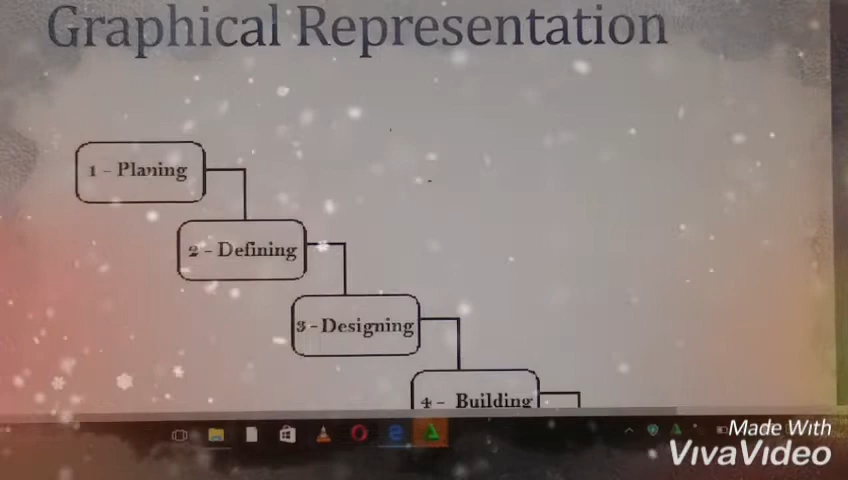 Graphical Representation
1 - Planing
2 - Defining
3 - Designing
4 - Building
Made With
VivaVideo